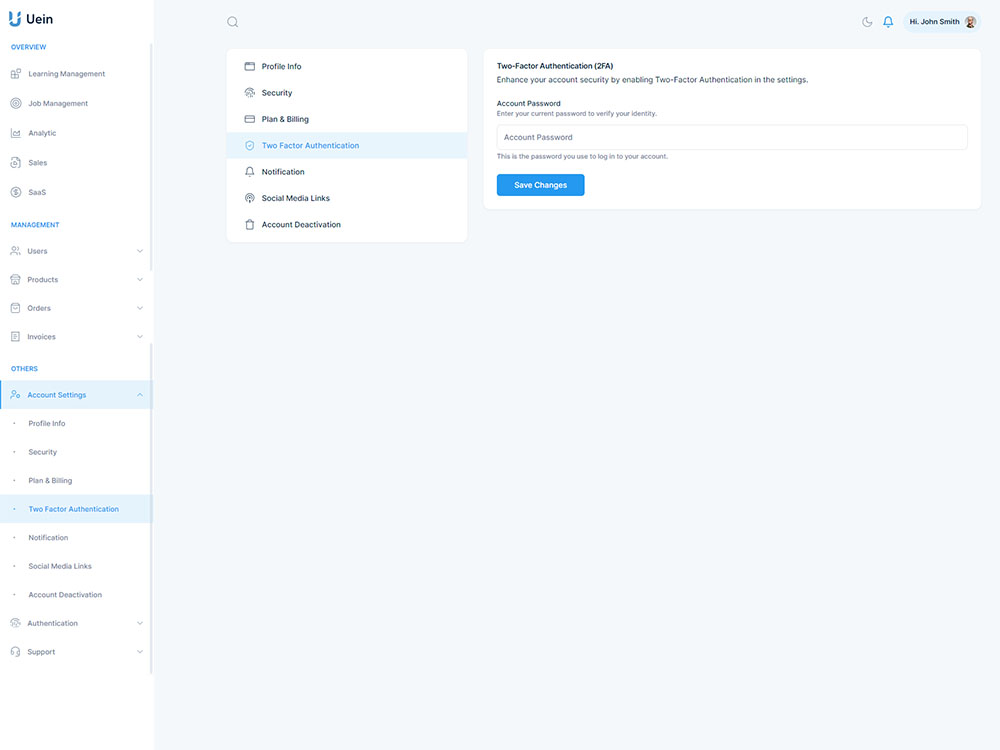 Uein
OVERVIEW
Learning Management
Job Management
Analytic
Sales
SaaS
MANAGEMENT
Users
Products
Orders
Invoices
OTHERS
Account Settings
Profile Info
Security
Plan & Billing
Two Factor Authentication
Notification
Social Media Links
Account Deactivation
Authentication
Support
Hi, John Smith
Profile Info
Security
Plan & Billing
Two Factor Authentication
Notification
Social Media Links
Account Deactivation
Two-Factor Authentication (2FA)
Enhance your account security by enabling Two-Factor Authentication in the settings.
Account Password
Enter your current password to verify your identity.
Account Password
This is the password you use to log in to your account.
Save Changes